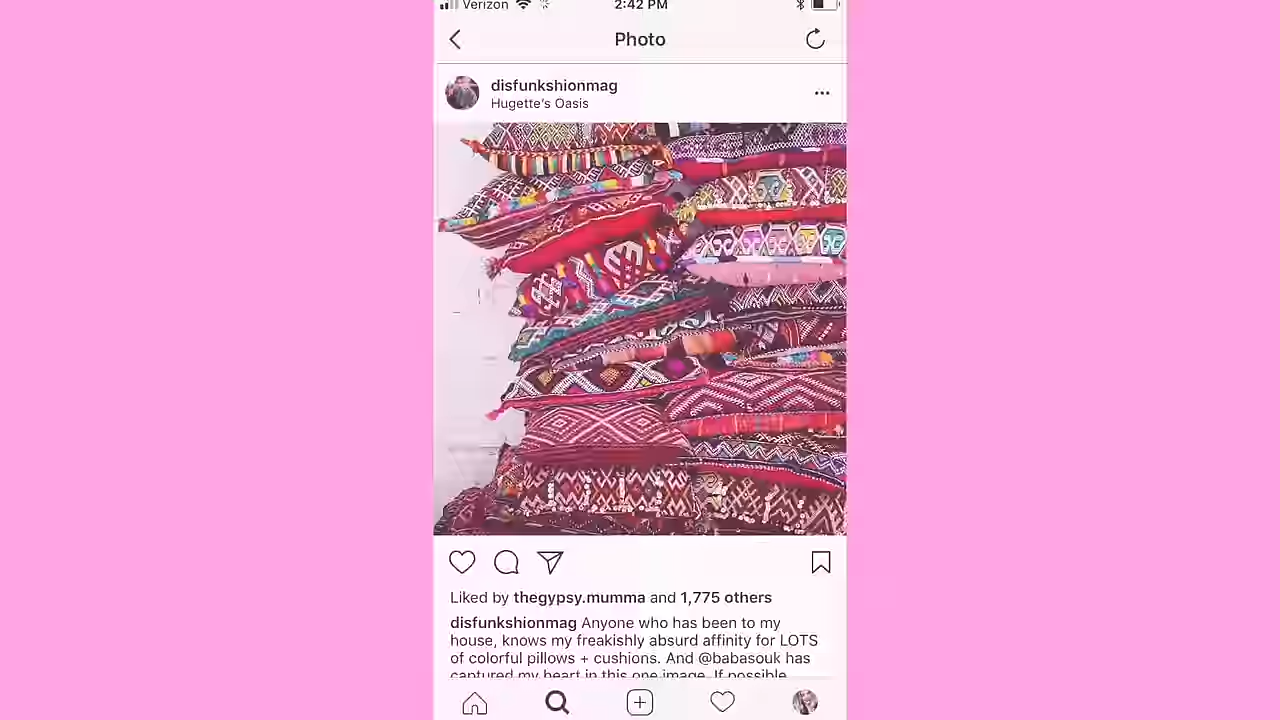 Verizon 2:42 PM
Photo
disfunkshionmag
Hugette's Oasis
Liked by thegypsy.mumma and 1,775 others
disfunkshionmag Anyone who has been to my
house, knows my freakishly absurd affinity for LOTS
of colorful pillows + cushions. And @babasouk has
captured my heart in this one image. If possible